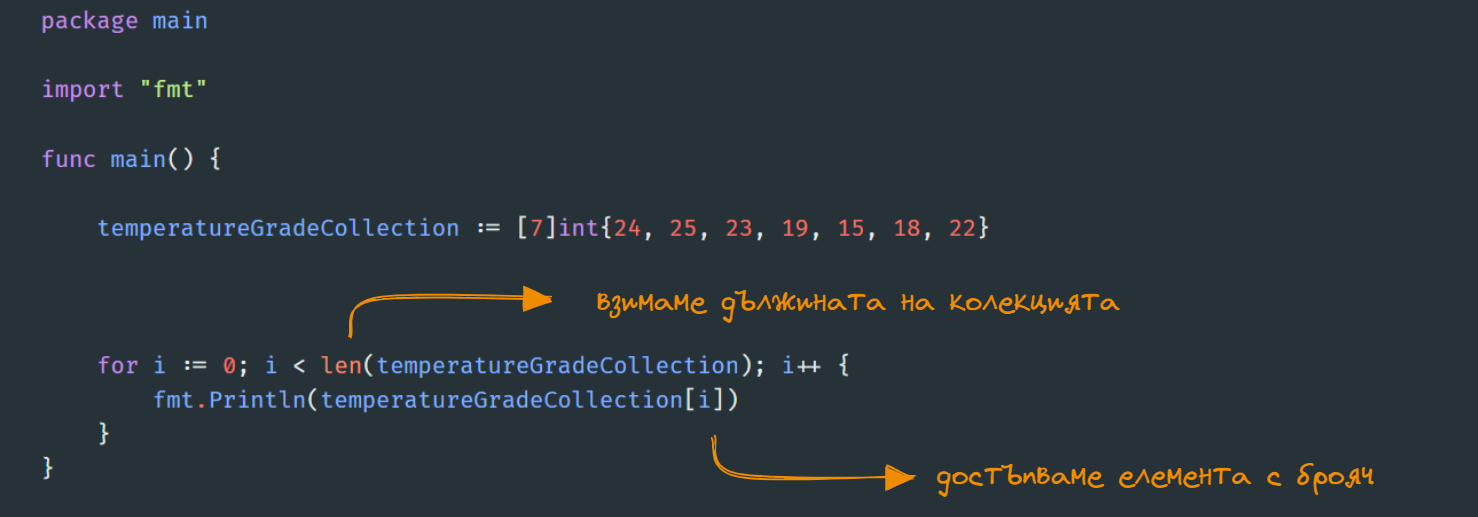 package main
import "fmt"
func main() {
temperatureGradeCollection := [7]int{24, 25, 23, 19, 15, 18, 22}
взимаме дължината на колекцията
for i := 0; i < len(temperatureGradeCollection); i++ {
fmt.Println(temperatureGradeCollection[i])
}
}
достъпваме елемента с брояч